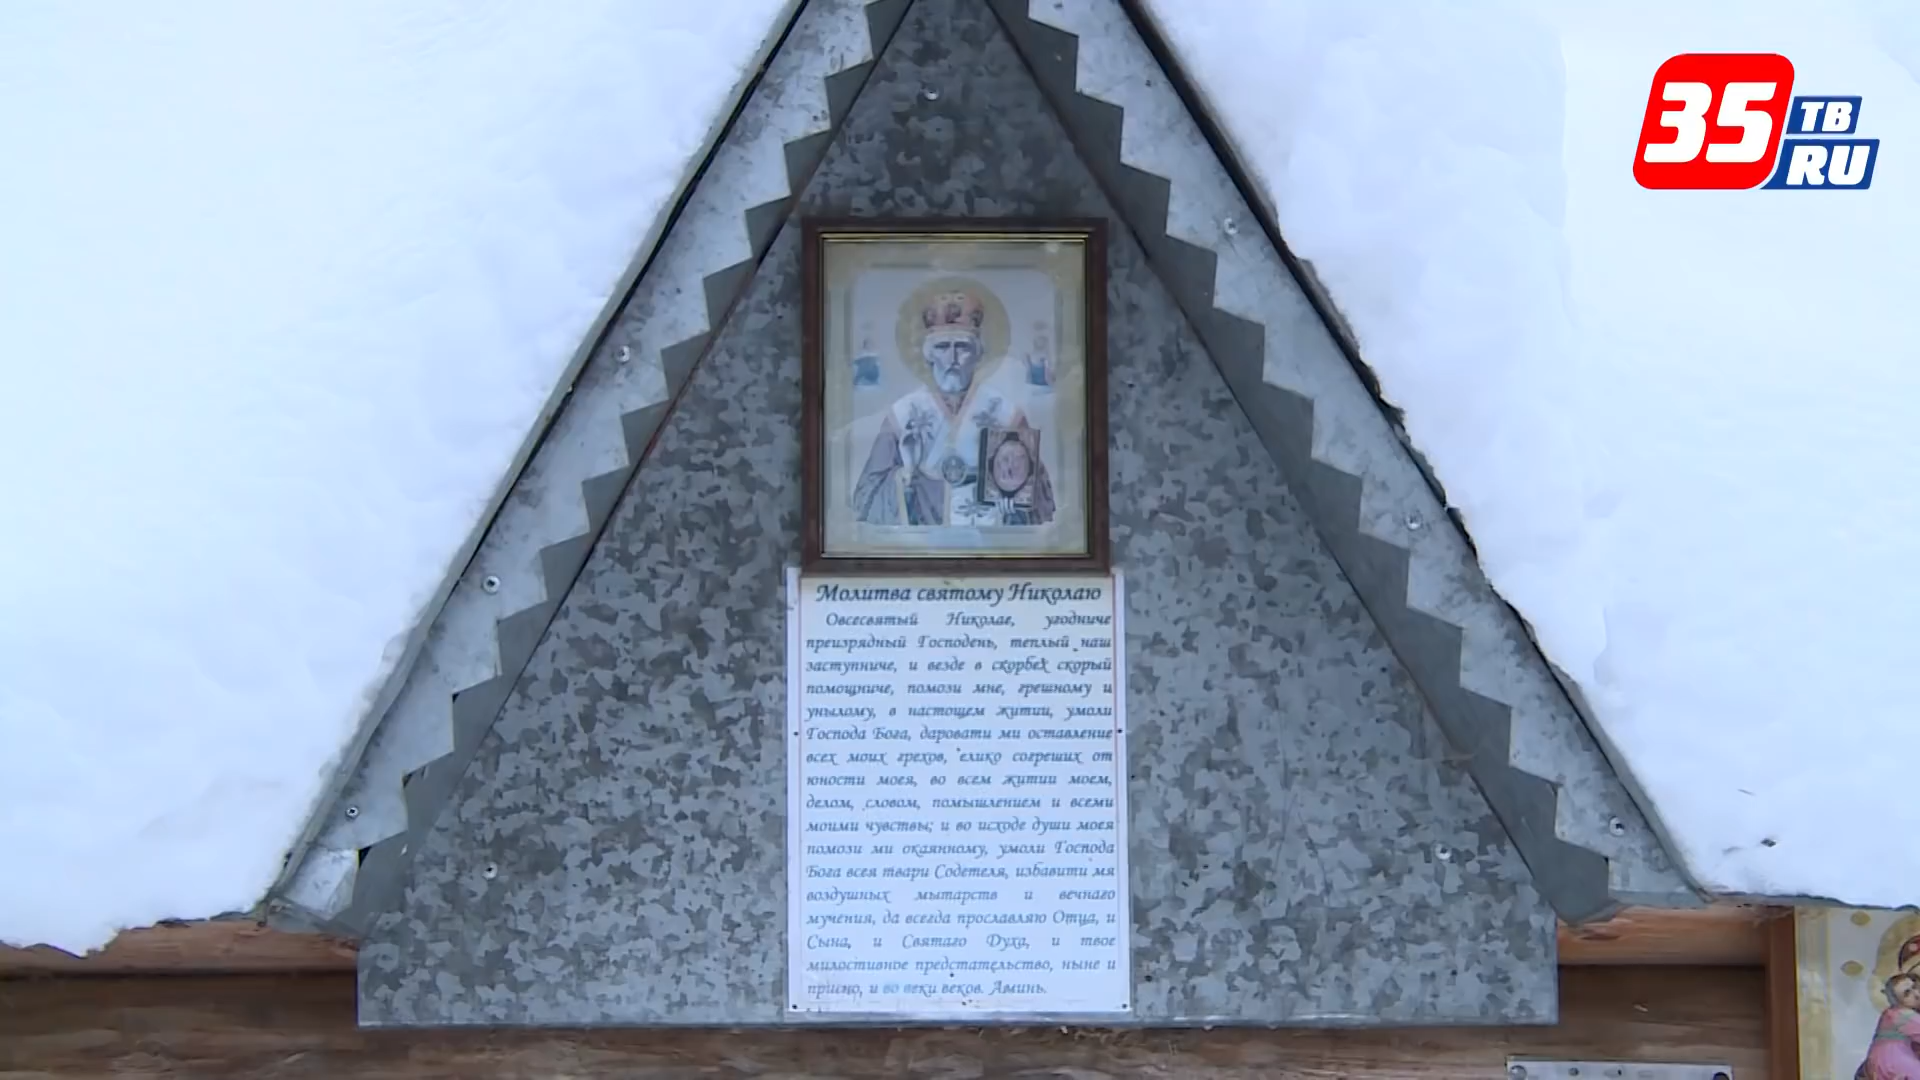 35
ТВ
RU
Молитва святому Николаю
Овсесвятый Николае, угодниче
преизрядный Господень, теплый наш
заступниче, и везде в скорбех скорый
помощниче, помози мне, грешному и
унылому, в настощем житии, умоли
Господа Бога, даровати ми оставление
всех моих грехов, елико согреших от
юности моея, во всем житии моем,
делом, словом, помышлением и всеми
моими чувствы; и во исходе души моея
помози ми окаянному, умоли Господа
Бога всея твари Содетеля, избавити мя
воздушных мытарств и вечнаго
мучения, да всегда прославляю Отца, и
Сына, и Святаго Духа, и твое
милостивное предстательство, ныне и
присно, и во веки веков. Аминь.